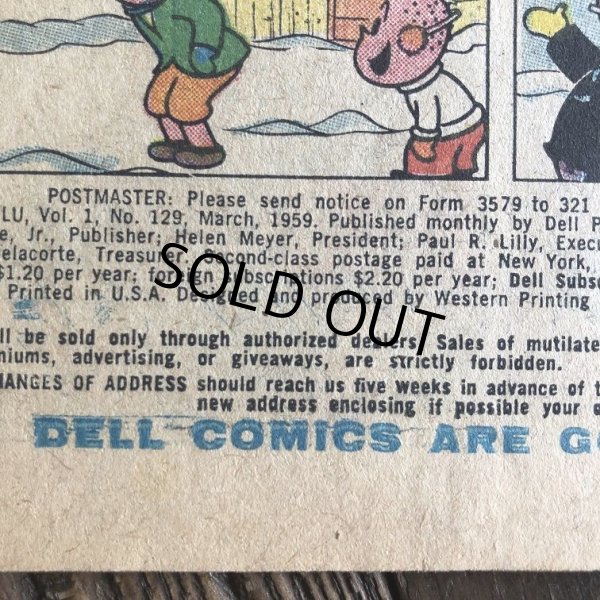 POSTMASTER: Please send notice on Form 3579 to 321
LU, Vol. 1, No. 129, March, 1959. Published monthly by Dell P
e, Jr., Publisher; Helen Meyer, President; Paul R. Lilly, Execu
elacorte, Treasurer. Second-class postage paid at New York,
$1.20 per year; foreign subscriptions $2.20 per year; Dell Subsc
Printed in U.S.A. Designed and produced by Western Printing
SOLD OUT
ll be sold only through authorized dealers. Sales of mutilate
niums, advertising, or giveaways, are strictly forbidden.
HANGES OF ADDRESS should reach us five weeks in advance of t
new address enclosing if possible your o
DELL COMICS ARE GO